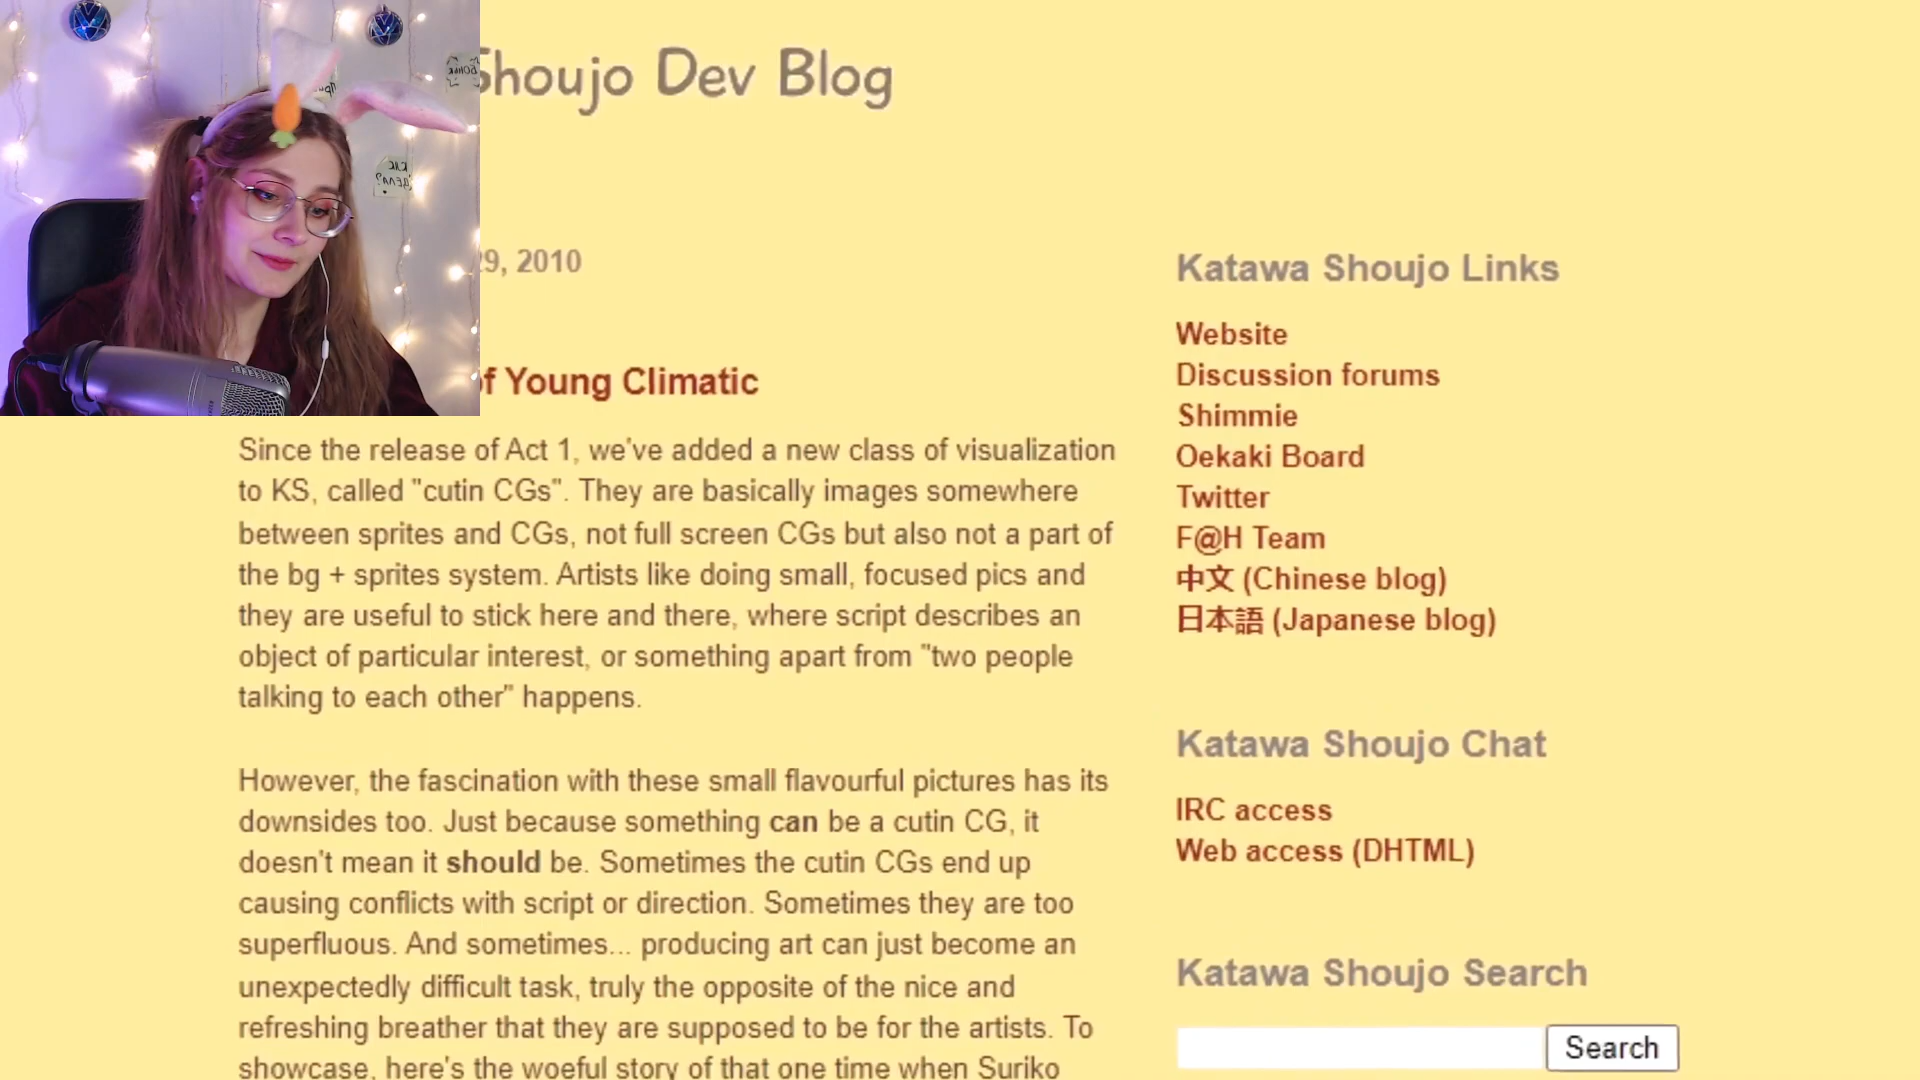 Shoujo Dev Blog
29, 2010
of Young Climatic
Since the release of Act 1, we've added a new class of visualization
to KS, called "cutin CGs". They are basically images somewhere
between sprites and CGs, not full screen CGs but also not a part of
the bg + sprites system. Artists like doing small, focused pics and
they are useful to stick here and there, where script describes an
object of particular interest, or something apart from "two people
talking to each other" happens.
However, the fascination with these small flavourful pictures has its
downsides too. Just because something can be a cutin CG, it
doesn't mean it should be. Sometimes the cutin CGs end up
causing conflicts with script or direction. Sometimes they are too
superfluous. And sometimes... producing art can just become an
unexpectedly difficult task, truly the opposite of the nice and
refreshing breather that they are supposed to be for the artists. To
showcase, here's the woeful story of that one time when Suriko
Katawa Shoujo Links
Website
Discussion forums
Shimmie
Oekaki Board
Twitter
F@H Team
中文 (Chinese blog)
日本語 (Japanese blog)
Katawa Shoujo Chat
IRC access
Web access (DHTML)
Katawa Shoujo Search
Search